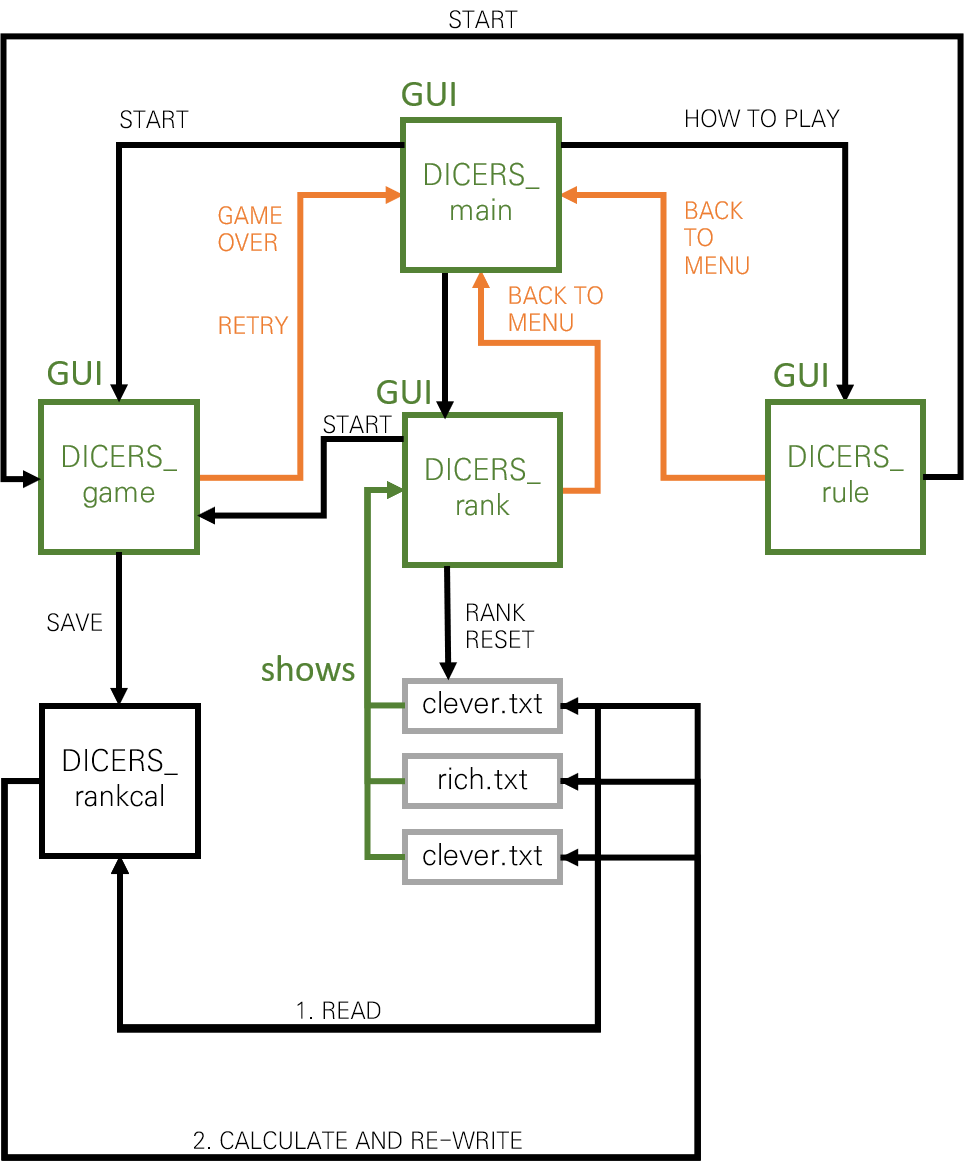 START
GUI
START
HOW TO PLAY
DICERS_
main
GAME
OVER
BACK
TO
MENU
BACK TO
MENU
RETRY
GUI
GUI
GUI
START
DICERS_
game
DICERS_
rank
DICERS_
rule
SAVE
RANK
RESET
shows
clever.txt
DICERS_
rankcal
rich.txt
clever.txt
1. READ
2. CALCULATE AND RE-WRITE